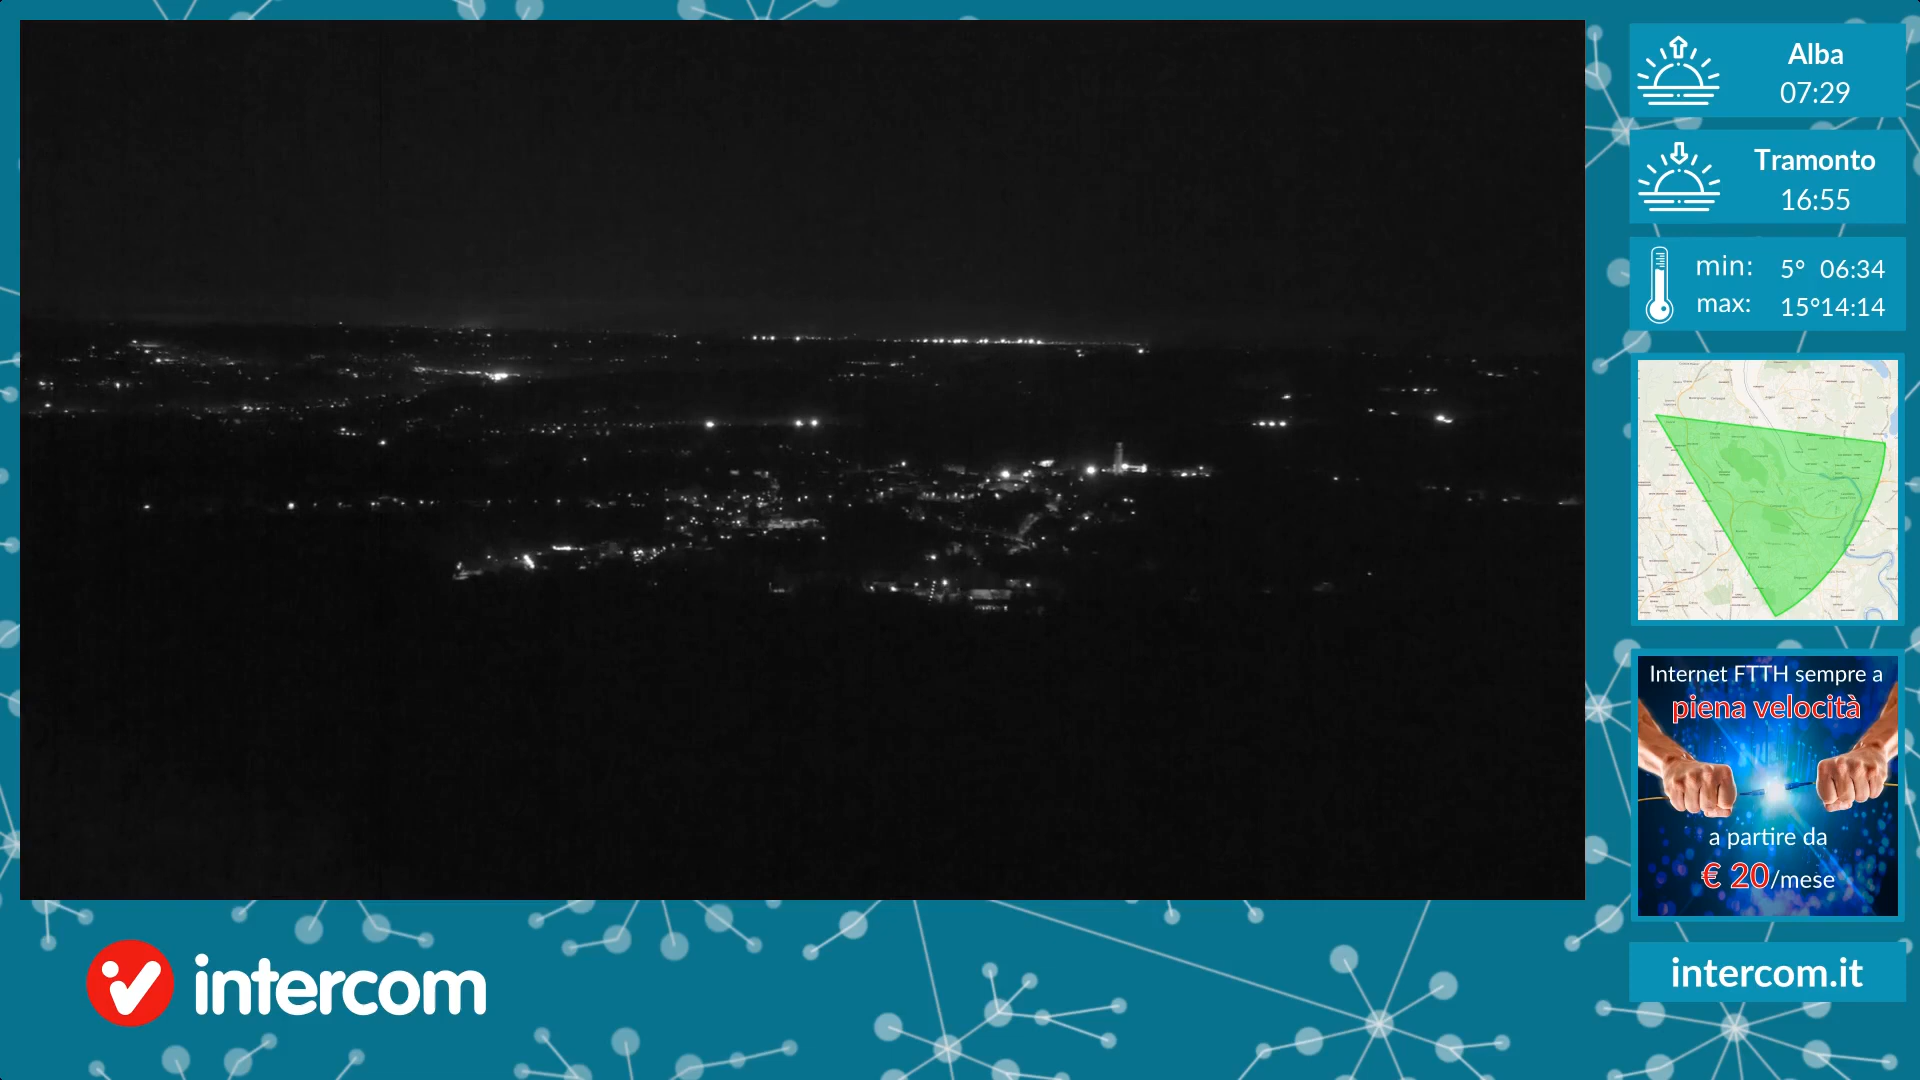 Alba
07:29
Tramonto
16:55
min: 5° 06:34
max: 15°14:14
Internet FTTH sempre a
piena velocità
a partire da
€ 20/mese
intercom.it
intercom